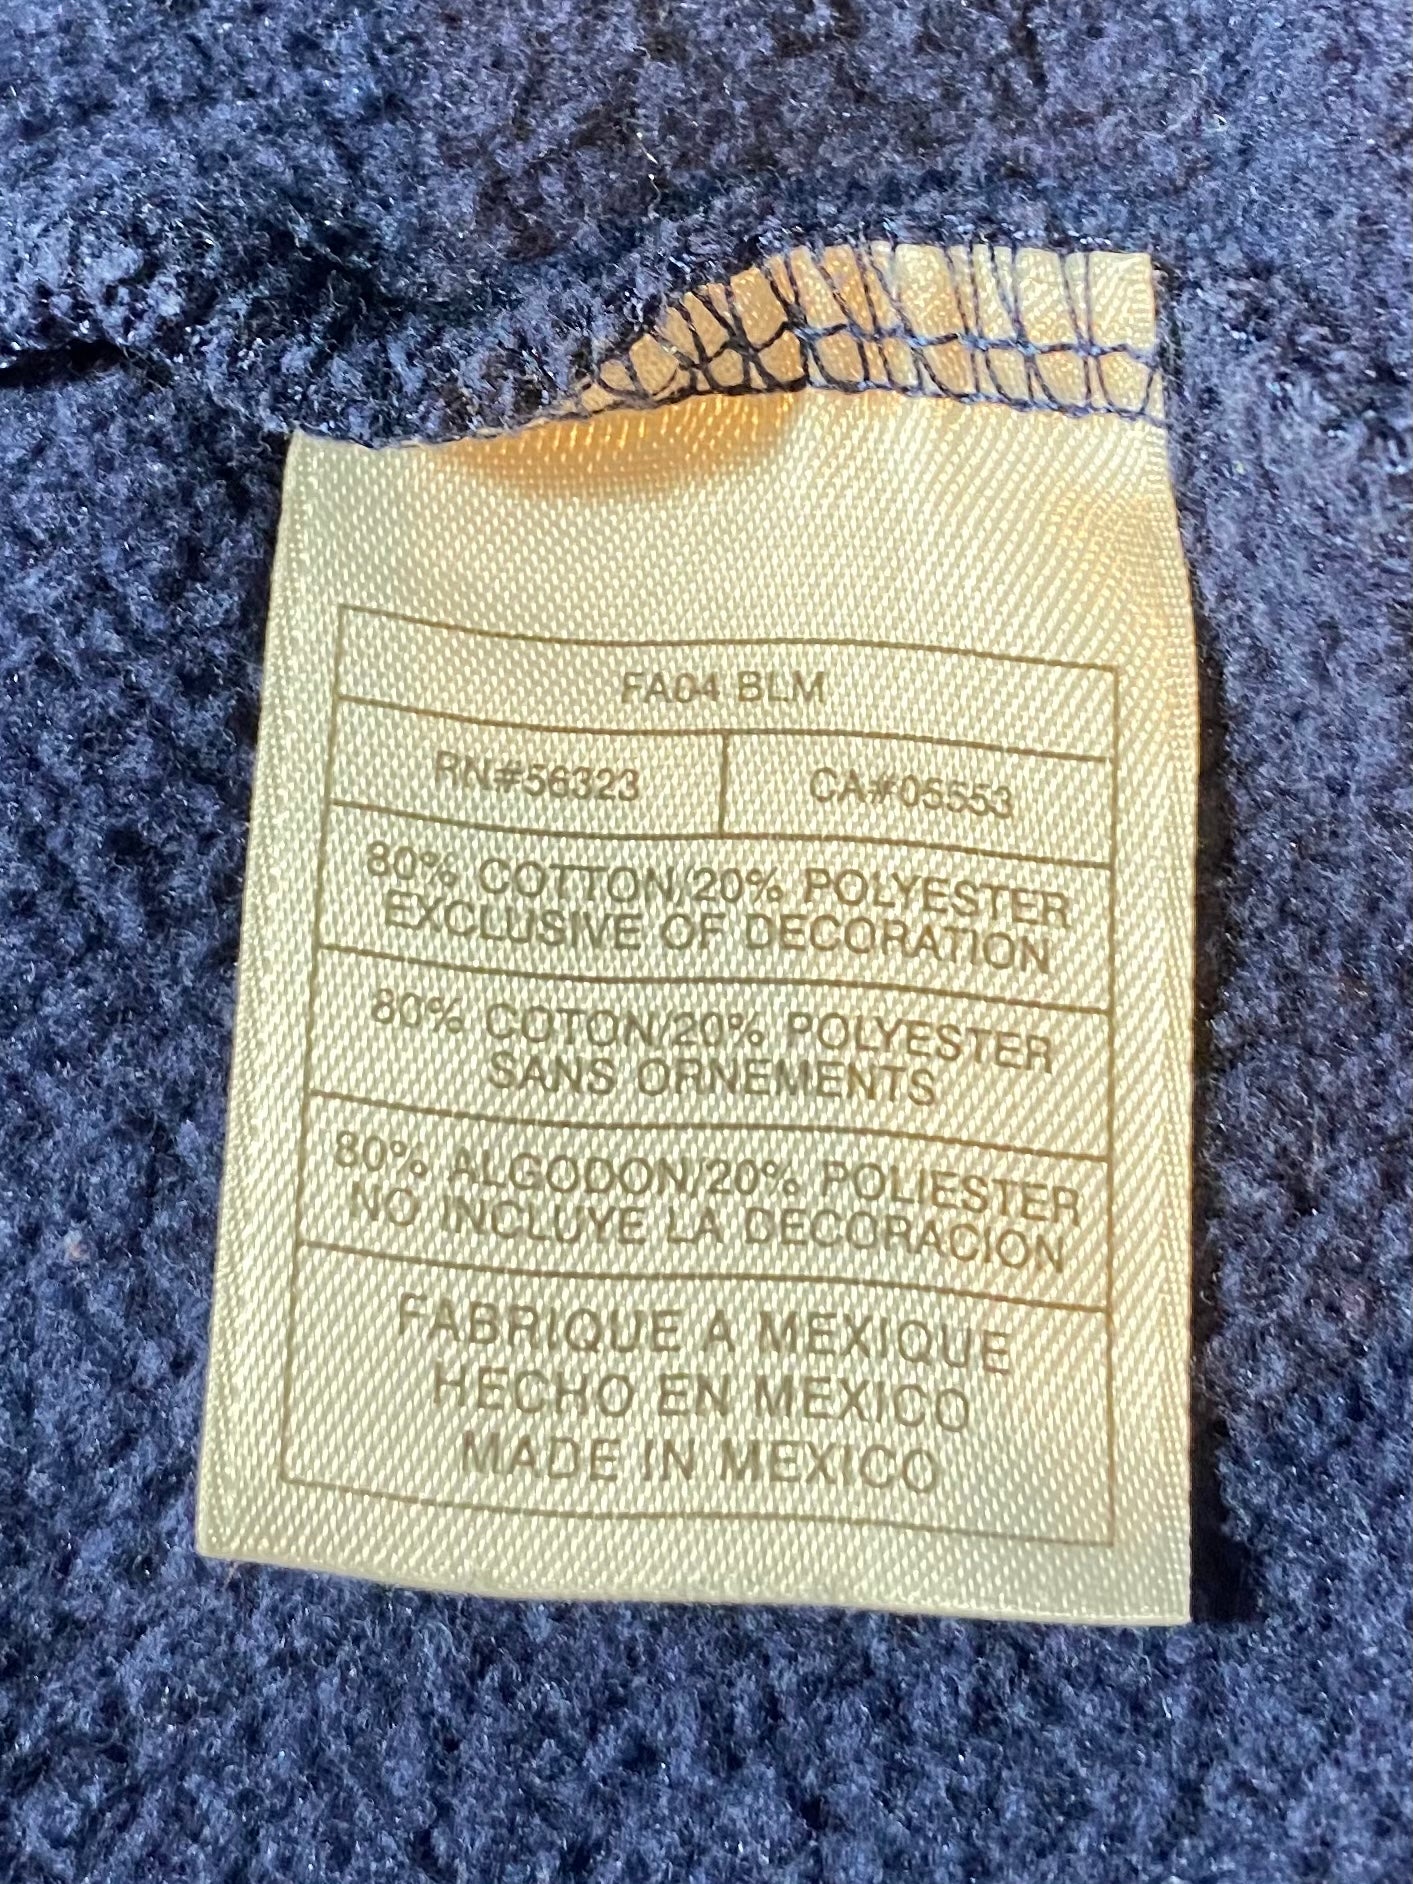 FA04 BLM
RN#56323
CA#05553
80% COTTON/20% POLYESTER
EXCLUSIVE OF DECORATION
80% COTON/20% POLYESTER
SANS ORNEMENTS
80% ALGODON/20% POLIESTER
NO INCLUYE LA DECORACION
FABRIQUE A MEXIQUE
HECHO EN MEXICO
MADE IN MEXICO